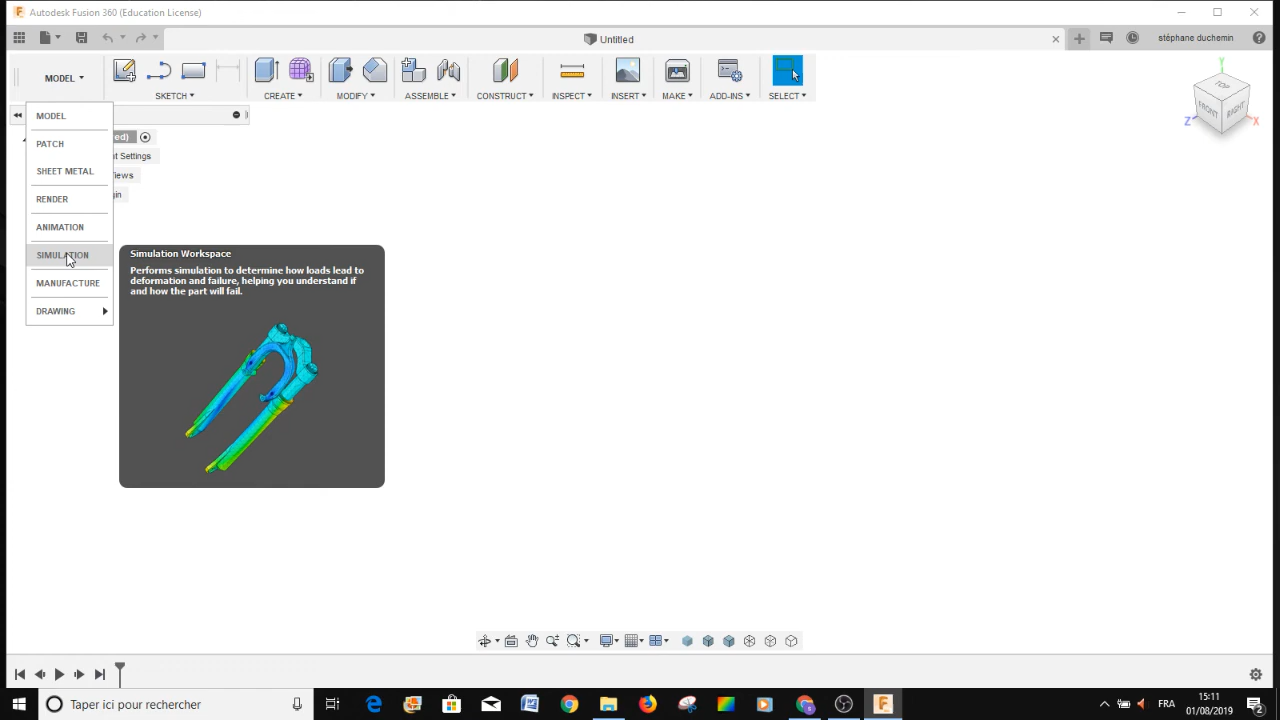 Autodesk Fusion 360 (Education License)
Untitled
stéphane duchemin
MODEL
SKETCH
CREATE
MODIFY
ASSEMBLE
CONSTRUCT
INSPECT
INSERT
MAKE
ADD-INS
SELECT
TOP
FRONT
RIGHT
Y
Z
X
MODEL
PATCH
SHEET METAL
RENDER
ANIMATION
SIMULATION
MANUFACTURE
DRAWING
ed)
nt Settings
iews
gin
Simulation Workspace
Performs simulation to determine how loads lead to
deformation and failure, helping you understand if
and how the part will fail.
Taper ici pour rechercher
FRA
15:11
01/08/2019
2